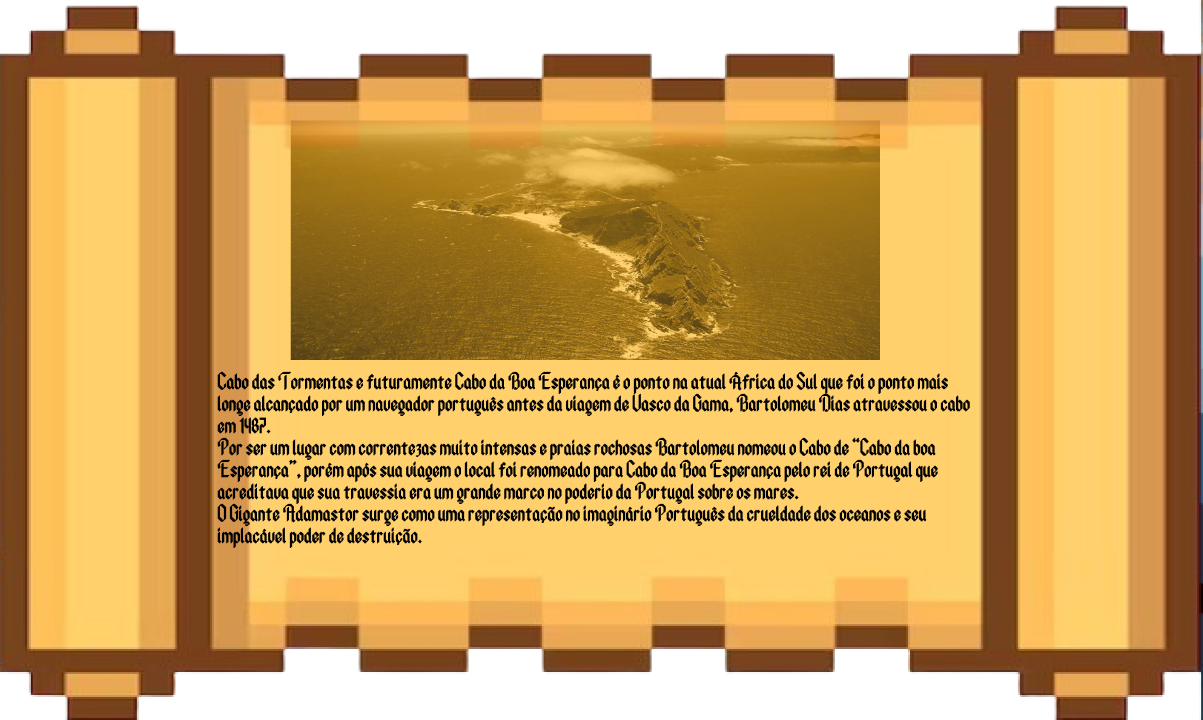 Cabo das Tormentas e futuramente Cabo da Boa Esperança é o ponto na atual África do Sul que foi o ponto mais
longe alcançado por um navegador português antes da viagem de Vasco da Gama, Bartolomeu Dias atravessou o cabo
em 1487.
Por ser um lugar com correntezas muito intensas e praias rochosas Bartolomeu nomeou o Cabo de “Cabo da boa
Esperança”, porém após sua viagem o local foi renomeado para Cabo da Boa Esperança pelo rei de Portugal que
acreditava que sua travessia era um grande marco no poderio da Portugal sobre os mares.
O Gigante Adamastor surge como uma representação no imaginário Português da crueldade dos oceanos e seu
implacável poder de destruição.